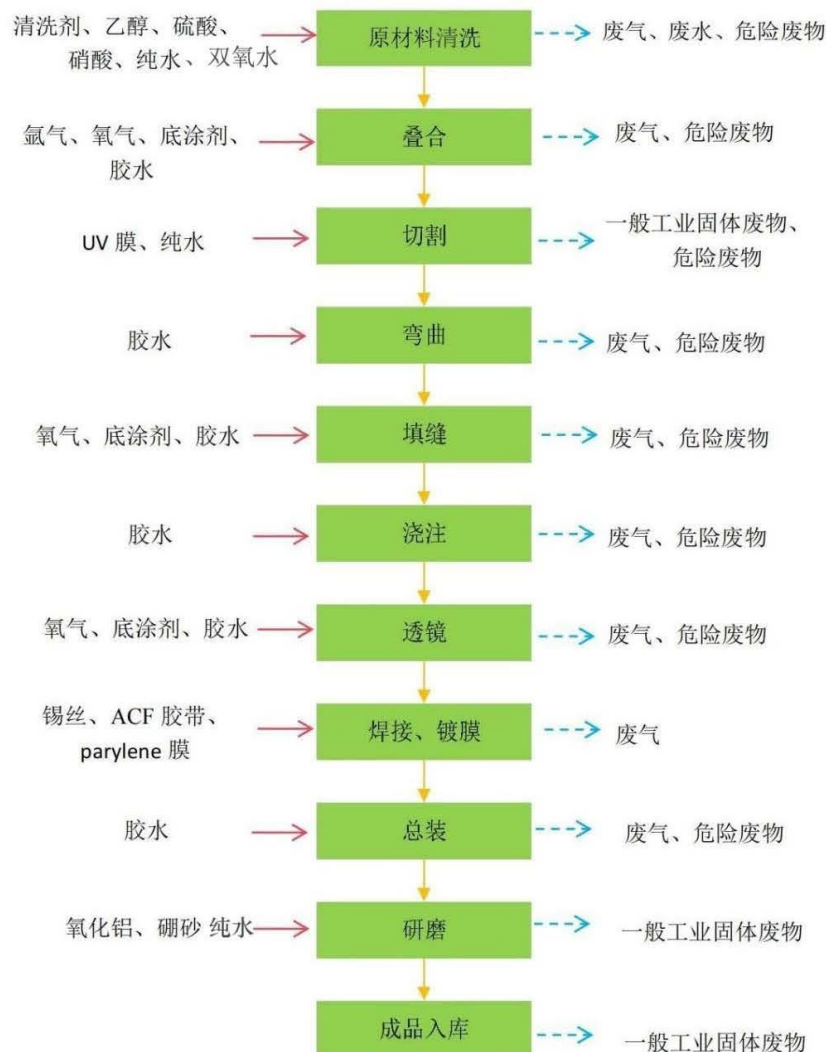 清洗剂、乙醇、硫酸、
硝酸、纯水、双氧水
原材料清洗
废气、废水、危险废物
氩气、氧气、底涂剂、
胶水
叠合
废气、危险废物
UV 膜、纯水
切割
一般工业固体废物、
危险废物
胶水
弯曲
废气、危险废物
氧气、底涂剂、胶水
填缝
废气、危险废物
胶水
浇注
废气、危险废物
氧气、底涂剂、胶水
透镜
废气、危险废物
锡丝、ACF 胶带、
parylene 膜
焊接、镀膜
废气
胶水
总装
废气、危险废物
氧化铝、硼砂 纯水
研磨
一般工业固体废物
成品入库
一般工业固体废物